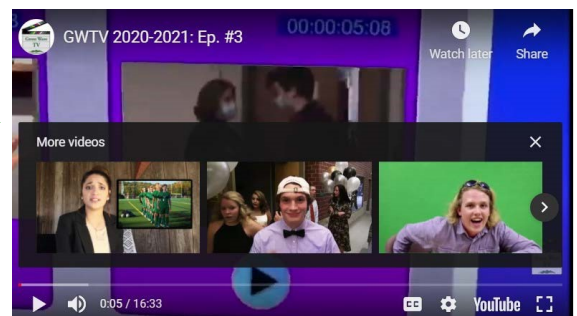 GWTV 2020-2021: Ep. #3
00:00:05:08
Watch later
Share
More videos
0:05 / 16:33
CC
YouTube